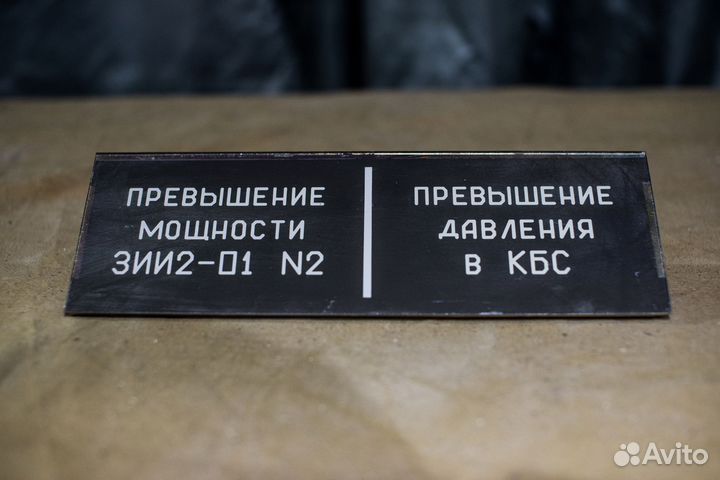 ПРЕВЫШЕНИЕ
МОЩНОСТИ
ЗИИ2-01 N2
ПРЕВЫШЕНИЕ
ДАВЛЕНИЯ
В КБС
Avito